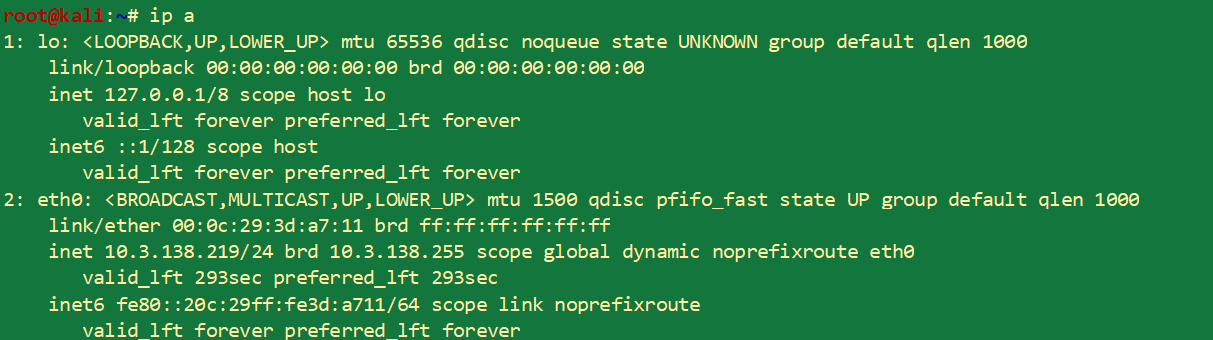 root@kali:~# ip a
1: lo: <LOOPBACK,UP,LOWER_UP> mtu 65536 qdisc noqueue state UNKNOWN group default qlen 1000
    link/loopback 00:00:00:00:00:00 brd 00:00:00:00:00:00
    inet 127.0.0.1/8 scope host lo
       valid_lft forever preferred_lft forever
    inet6 ::1/128 scope host
       valid_lft forever preferred_lft forever
2: eth0: <BROADCAST,MULTICAST,UP,LOWER_UP> mtu 1500 qdisc pfifo_fast state UP group default qlen 1000
    link/ether 00:0c:29:3d:a7:11 brd ff:ff:ff:ff:ff:ff
    inet 10.3.138.219/24 brd 10.3.138.255 scope global dynamic noprefixroute eth0
       valid_lft 293sec preferred_lft 293sec
    inet6 fe80::20c:29ff:fe3d:a711/64 scope link noprefixroute
       valid_lft forever preferred_lft forever